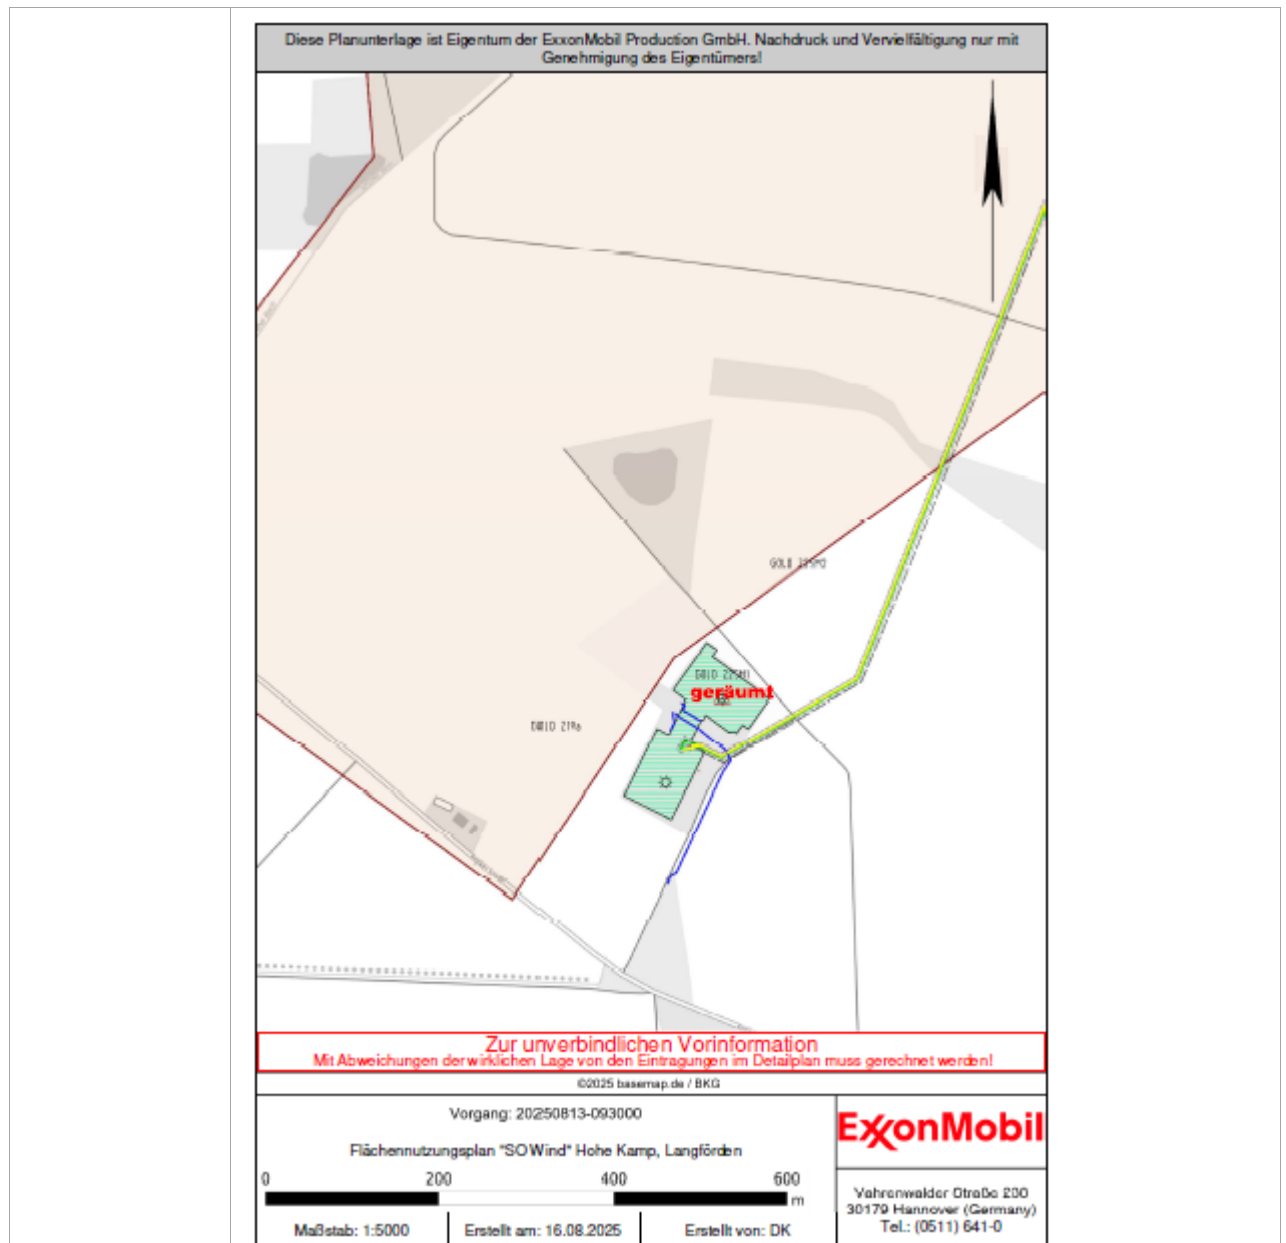 Diese Planunterlage ist Eigentum der ExxonMobil Production GmbH. Nachdruck und Vervielfältigung nur mit
Genehmigung des Eigentümers!
geräumt
Zur unverbindlichen Vorinformation
Mit Abweichungen der wirklichen Lage von den Eintragungen im Detailplan muss gerechnet werden!
©2025 basemap.de / BKG
Vorgang: 20250813-093000
Flächennutzungsplan "SO Wind" Hohe Kamp, Langförden
0 200 400 600
m
Maßstab: 1:5000
Erstellt am: 16.08.2025
Erstellt von: DK
ExxonMobil
Vahrenwalder Straße 230
30179 Hannover (Germany)
Tel.: (0511) 641-0